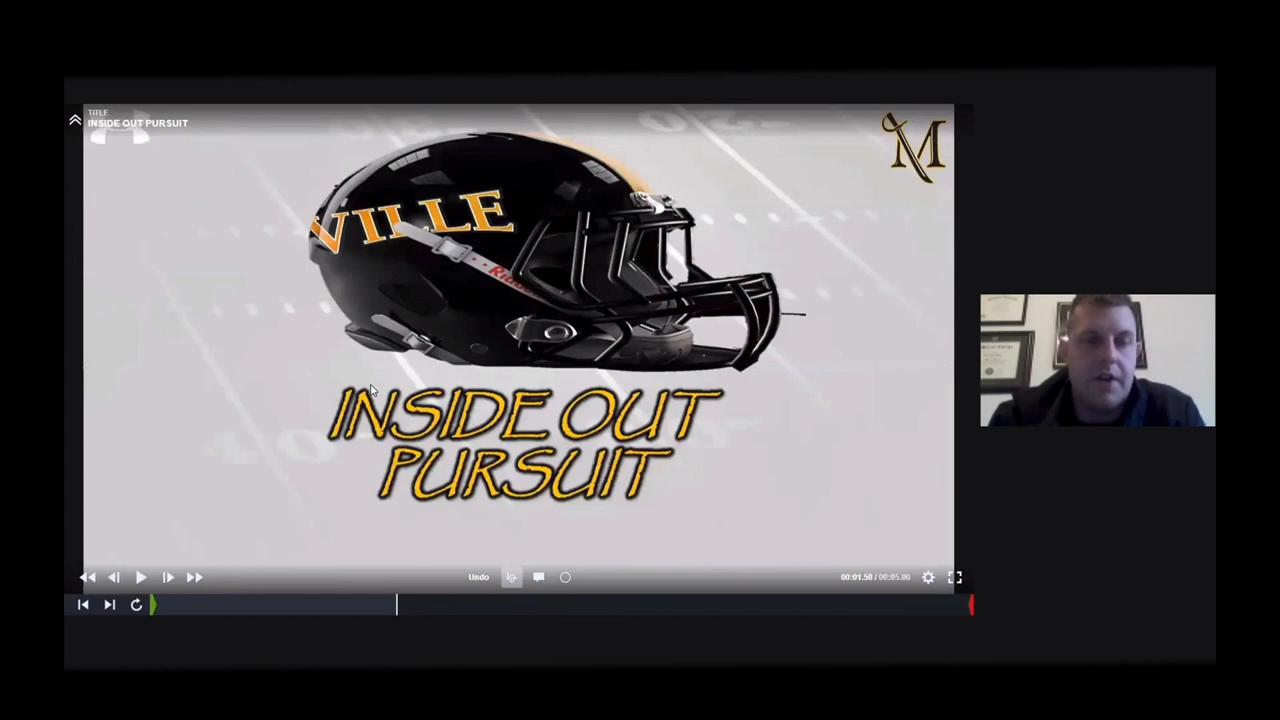 TITLE
INSIDE OUT PURSUIT
M
VILLE
INSIDE OUT
PURSUIT
Undo
00:01.50 / 00:05.00